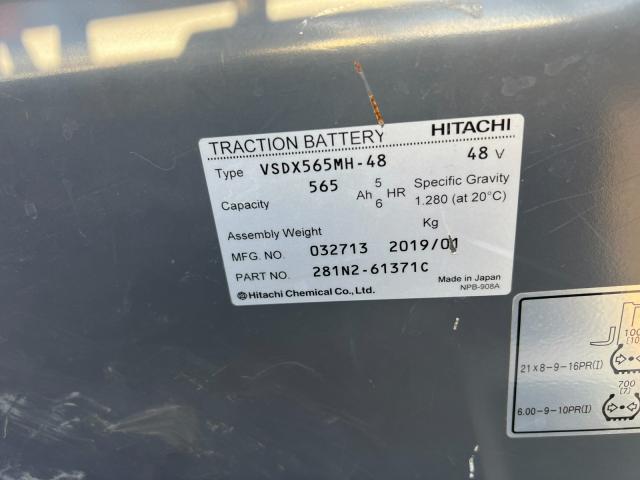 TRACTION BATTERY HITACHI
Type VSDX565MH-48 48 V
Capacity 565 Ah 5 6 HR Specific Gravity 1.280 (at 20°C)
Assembly Weight Kg
MFG. NO. 032713 2019/01
PART NO. 281N2-61371C
Hitachi Chemical Co., Ltd. Made in Japan
NPB-908A
21×8-9-16PR(I)
700
(7)
6.00-9-10PR(I)